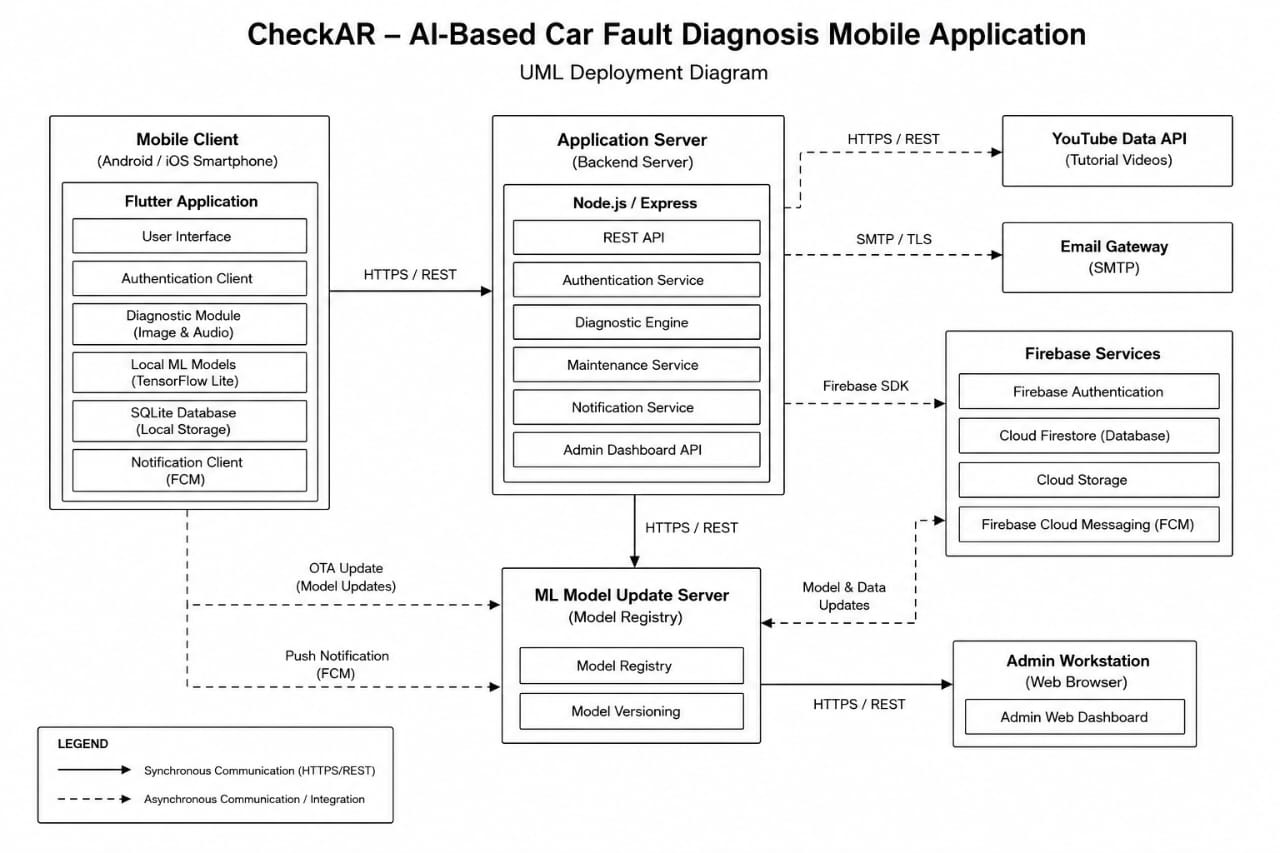 CheckAR – AI-Based Car Fault Diagnosis Mobile Application
UML Deployment Diagram
Mobile Client
(Android / iOS Smartphone)
Flutter Application
User Interface
Authentication Client
Diagnostic Module
(Image & Audio)
Local ML Models
(TensorFlow Lite)
SQLite Database
(Local Storage)
Notification Client
(FCM)
HTTPS / REST
Application Server
(Backend Server)
Node.js / Express
REST API
Authentication Service
Diagnostic Engine
Maintenance Service
Notification Service
Admin Dashboard API
HTTPS / REST
YouTube Data API
(Tutorial Videos)
SMTP / TLS
Email Gateway
(SMTP)
Firebase SDK
Firebase Services
Firebase Authentication
Cloud Firestore (Database)
Cloud Storage
Firebase Cloud Messaging (FCM)
HTTPS / REST
OTA Update
(Model Updates)
Push Notification
(FCM)
ML Model Update Server
(Model Registry)
Model Registry
Model Versioning
Model & Data
Updates
HTTPS / REST
Admin Workstation
(Web Browser)
Admin Web Dashboard
LEGEND
Synchronous Communication (HTTPS/REST)
Asynchronous Communication / Integration